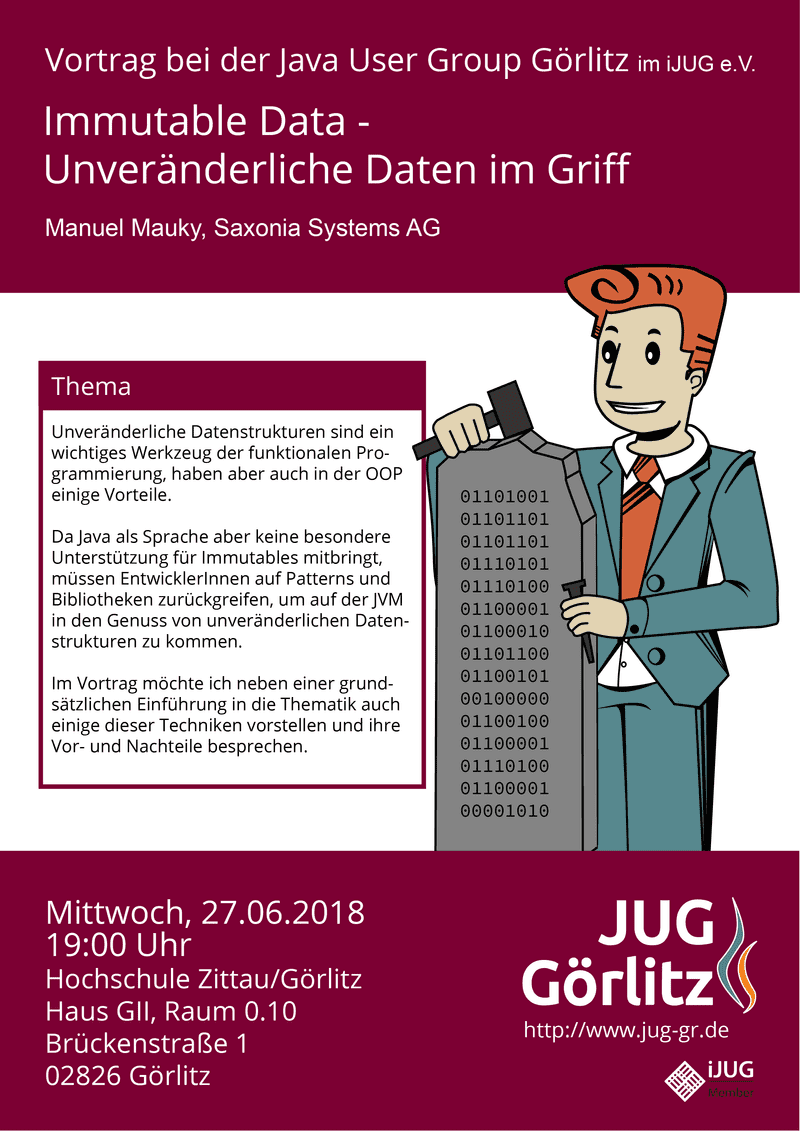 Vortrag bei der Java User Group Görlitz im iJUG e.V.
Immutable Data -
Unveränderliche Daten im Griff
Manuel Mauky, Saxonia Systems AG
Thema
Unveränderliche Datenstrukturen sind ein
wichtiges Werkzeug der funktionalen Pro-
grammierung, haben aber auch in der OOP
einige Vorteile.
Da Java als Sprache aber keine besondere
Unterstützung für Immutables mitbringt,
müssen EntwicklerInnen auf Patterns und
Bibliotheken zurückgreifen, um auf der JVM
in den Genuss von unveränderlichen Daten-
strukturen zu kommen.
Im Vortrag möchte ich neben einer grund-
sätzlichen Einführung in die Thematik auch
einige dieser Techniken vorstellen und ihre
Vor- und Nachteile besprechen.
01101001
01101101
01101101
01110101
01110100
01100001
01100010
01101100
01100101
00100000
01100100
01100001
01110100
01100001
00001010
Mittwoch, 27.06.2018
19:00 Uhr
Hochschule Zittau/Görlitz
Haus GII, Raum 0.10
Brückenstraße 1
02826 Görlitz
JUG
Görlitz
http://www.jug-gr.de
iJUG
Member